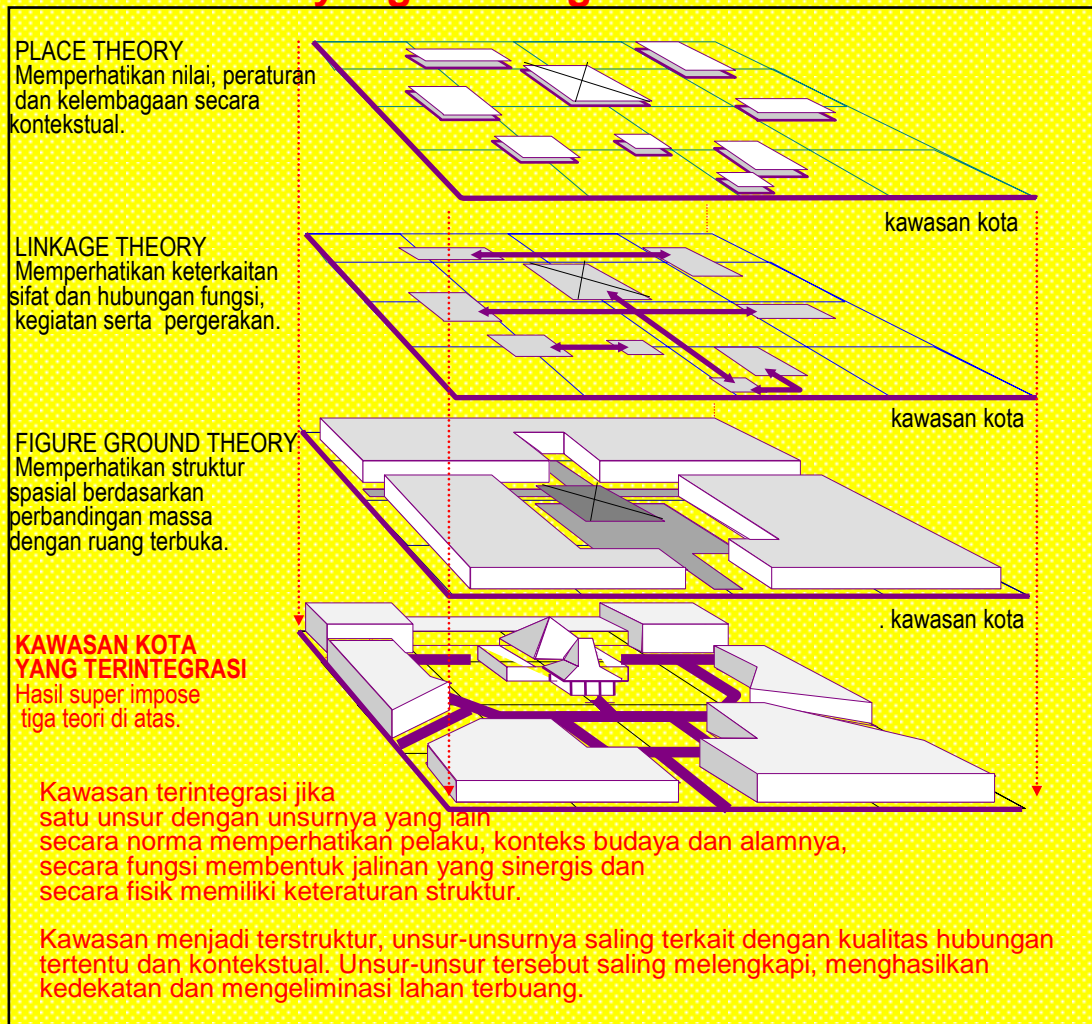 PLACE THEORY
Memperhatikan nilai, peraturan
dan kelembagaan secara
kontekstual.
kawasan kota
LINKAGE THEORY
Memperhatikan keterkaitan
sifat dan hubungan fungsi,
kegiatan serta pergerakan.
kawasan kota
FIGURE GROUND THEORY
Memperhatikan struktur
spasial berdasarkan
perbandingan massa
dengan ruang terbuka.
. kawasan kota
KAWASAN KOTA
YANG TERINTEGRASI
Hasil super impose
tiga teori di atas.
Kawasan terintegrasi jika
satu unsur dengan unsurnya yang lain
secara norma memperhatikan pelaku, konteks budaya dan alamnya,
secara fungsi membentuk jalinan yang sinergis dan
secara fisik memiliki keteraturan struktur.
Kawasan menjadi terstruktur, unsur-unsurnya saling terkait dengan kualitas hubungan
tertentu dan kontekstual. Unsur-unsur tersebut saling melengkapi, menghasilkan
kedekatan dan mengeliminasi lahan terbuang.